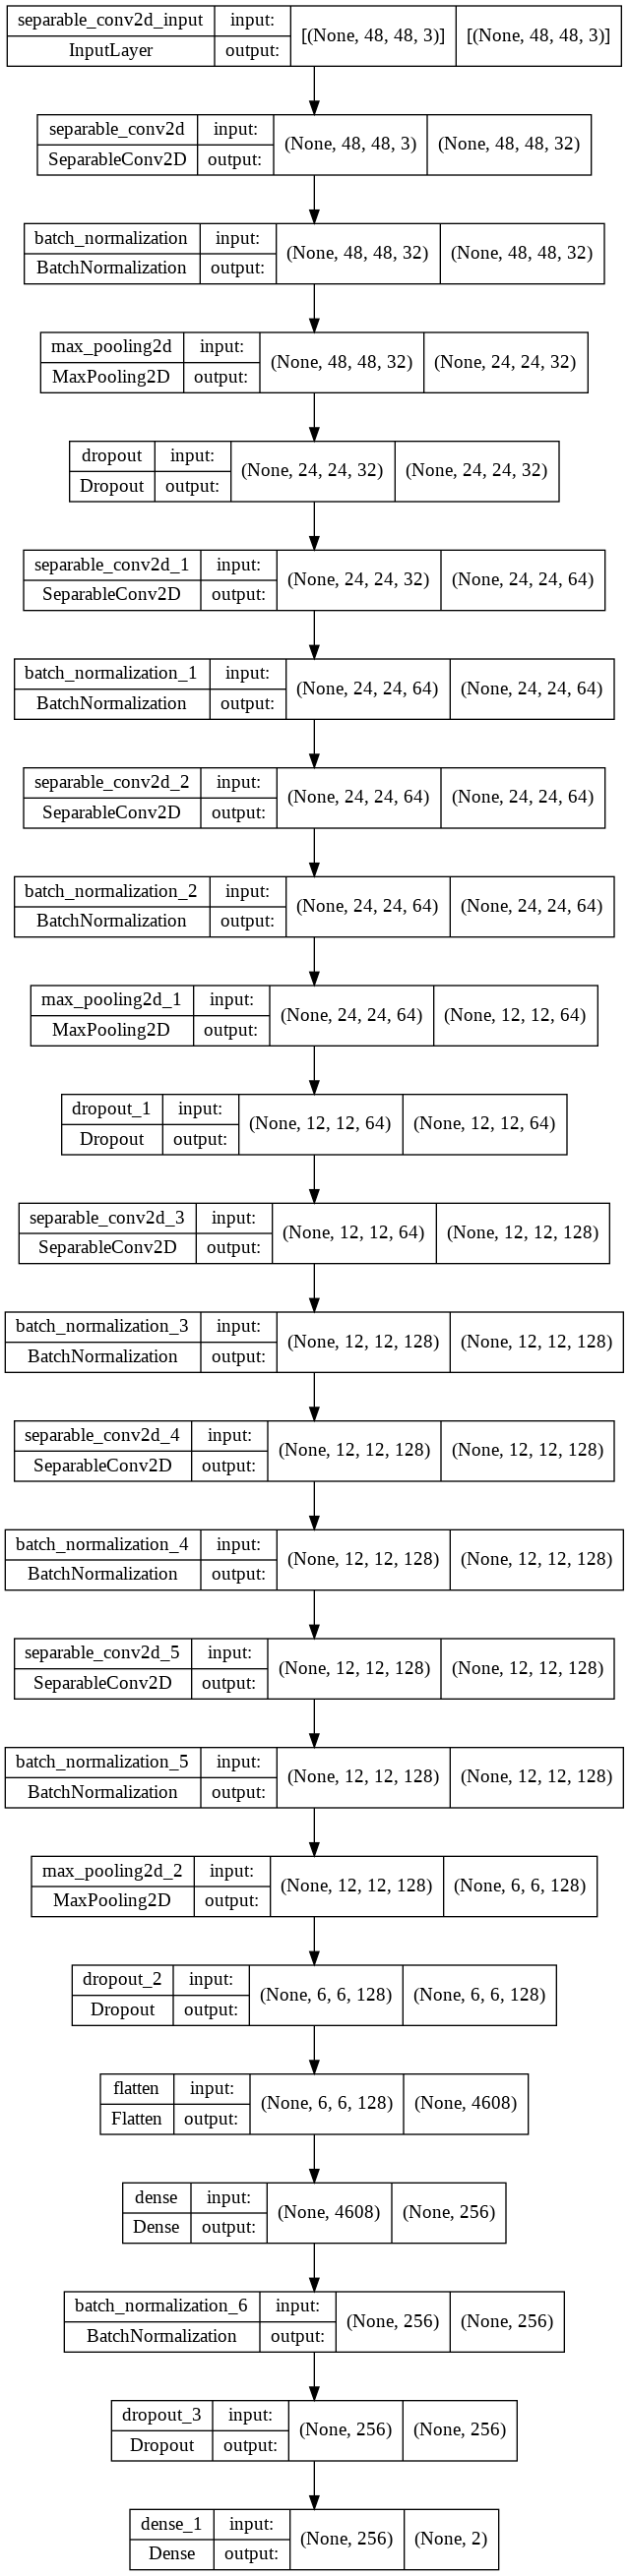 separable_conv2d_input input: [(None, 48, 48, 3)] [(None, 48, 48, 3)]
InputLayer output:
separable_conv2d input: (None, 48, 48, 3) (None, 48, 48, 32)
SeparableConv2D output:
batch_normalization input: (None, 48, 48, 32) (None, 48, 48, 32)
BatchNormalization output:
max_pooling2d input: (None, 48, 48, 32) (None, 24, 24, 32)
MaxPooling2D output:
dropout input: (None, 24, 24, 32) (None, 24, 24, 32)
Dropout output:
separable_conv2d_1 input: (None, 24, 24, 32) (None, 24, 24, 64)
SeparableConv2D output:
batch_normalization_1 input: (None, 24, 24, 64) (None, 24, 24, 64)
BatchNormalization output:
separable_conv2d_2 input: (None, 24, 24, 64) (None, 24, 24, 64)
SeparableConv2D output:
batch_normalization_2 input: (None, 24, 24, 64) (None, 24, 24, 64)
BatchNormalization output:
max_pooling2d_1 input: (None, 24, 24, 64) (None, 12, 12, 64)
MaxPooling2D output:
dropout_1 input: (None, 12, 12, 64) (None, 12, 12, 64)
Dropout output:
separable_conv2d_3 input: (None, 12, 12, 64) (None, 12, 12, 128)
SeparableConv2D output:
batch_normalization_3 input: (None, 12, 12, 128) (None, 12, 12, 128)
BatchNormalization output:
separable_conv2d_4 input: (None, 12, 12, 128) (None, 12, 12, 128)
SeparableConv2D output:
batch_normalization_4 input: (None, 12, 12, 128) (None, 12, 12, 128)
BatchNormalization output:
separable_conv2d_5 input: (None, 12, 12, 128) (None, 12, 12, 128)
SeparableConv2D output:
batch_normalization_5 input: (None, 12, 12, 128) (None, 12, 12, 128)
BatchNormalization output:
max_pooling2d_2 input: (None, 12, 12, 128) (None, 6, 6, 128)
MaxPooling2D output:
dropout_2 input: (None, 6, 6, 128) (None, 6, 6, 128)
Dropout output:
flatten input: (None, 6, 6, 128) (None, 4608)
Flatten output:
dense input: (None, 4608) (None, 256)
Dense output:
batch_normalization_6 input: (None, 256) (None, 256)
BatchNormalization output:
dropout_3 input: (None, 256) (None, 256)
Dropout output:
dense_1 input: (None, 256) (None, 2)
Dense output: